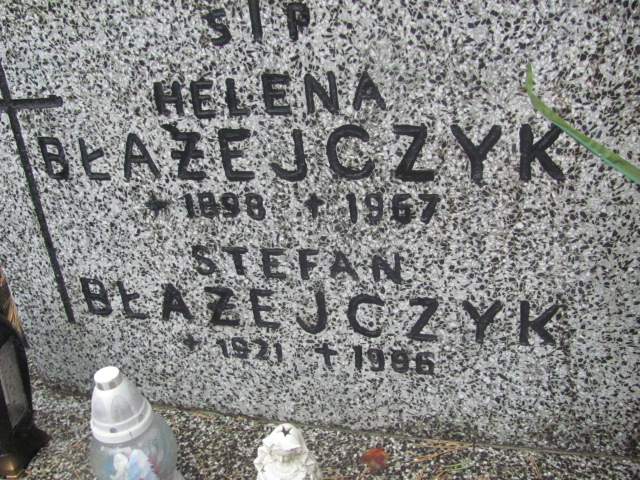 Ś†P
HELENA
BŁAŻEJCZYK
* 1898 † 1967
STEFAN
BŁAŻEJCZYK
* 1921 † 1996